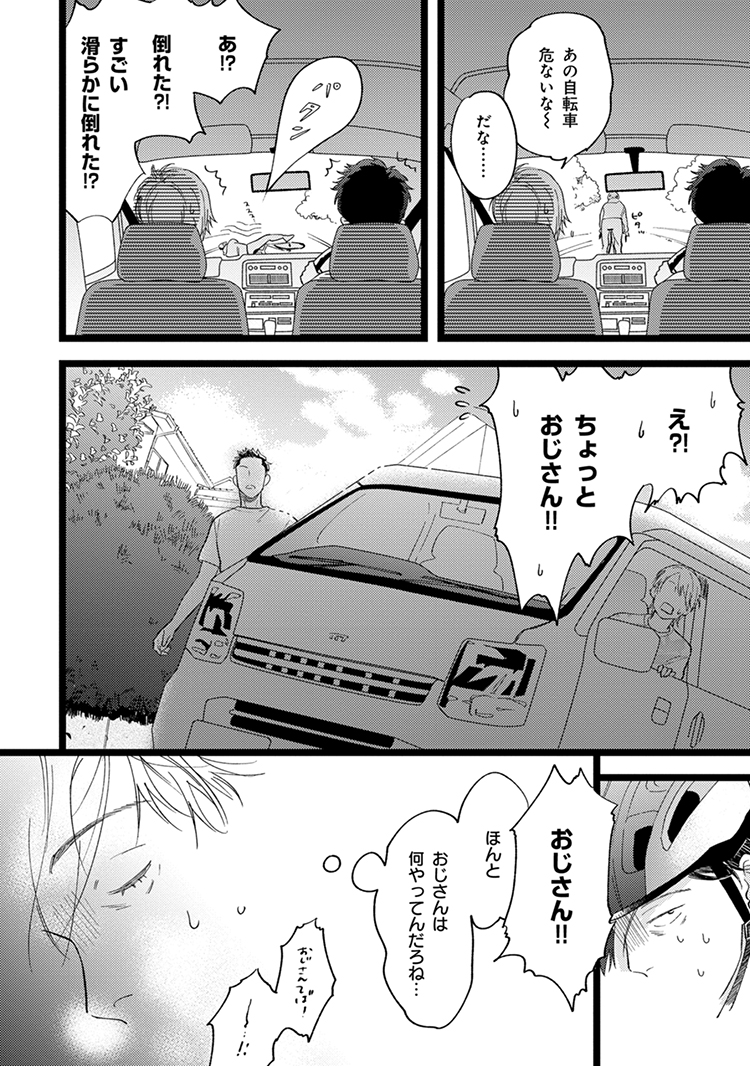 あの自転車
危ないな〜
だな……
ピタ…
パタン
あ!?
倒れた?!
すごい
滑らかに倒れた!?
え?!
ちょっと
おじさん!!
おじさん!!
ほんと
おじさんは
何やってんだろね…
おじさんてば!
…!!